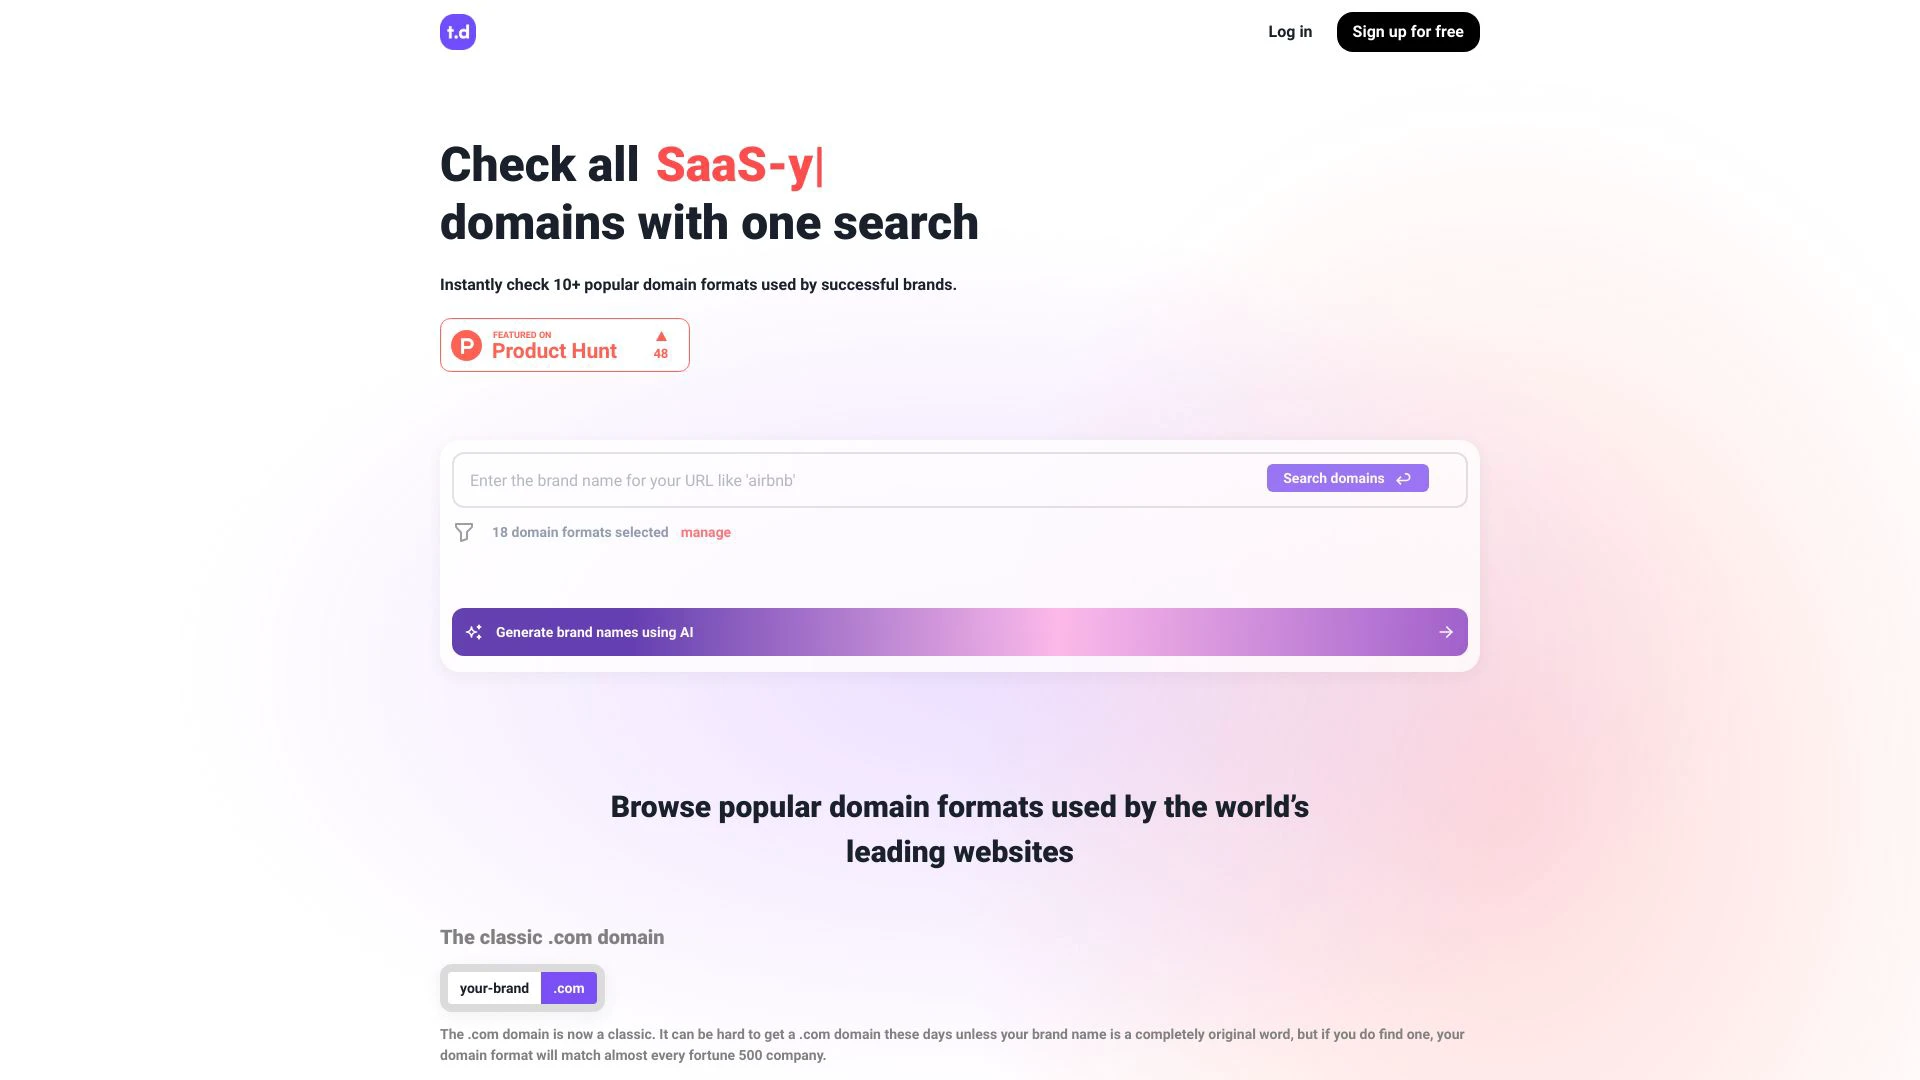 t.d
Log in
Sign up for free
Check all SaaS-y|
domains with one search
Instantly check 10+ popular domain formats used by successful brands.
P
FEATURED ON
Product Hunt
▲
48
Enter the brand name for your URL like 'airbnb'
Search domains
18 domain formats selected manage
Generate brand names using AI
Browse popular domain formats used by the world’s
leading websites
The classic .com domain
your-brand .com
The .com domain is now a classic. It can be hard to get a .com domain these days unless your brand name is a completely original word, but if you do find one, your
domain format will match almost every fortune 500 company.